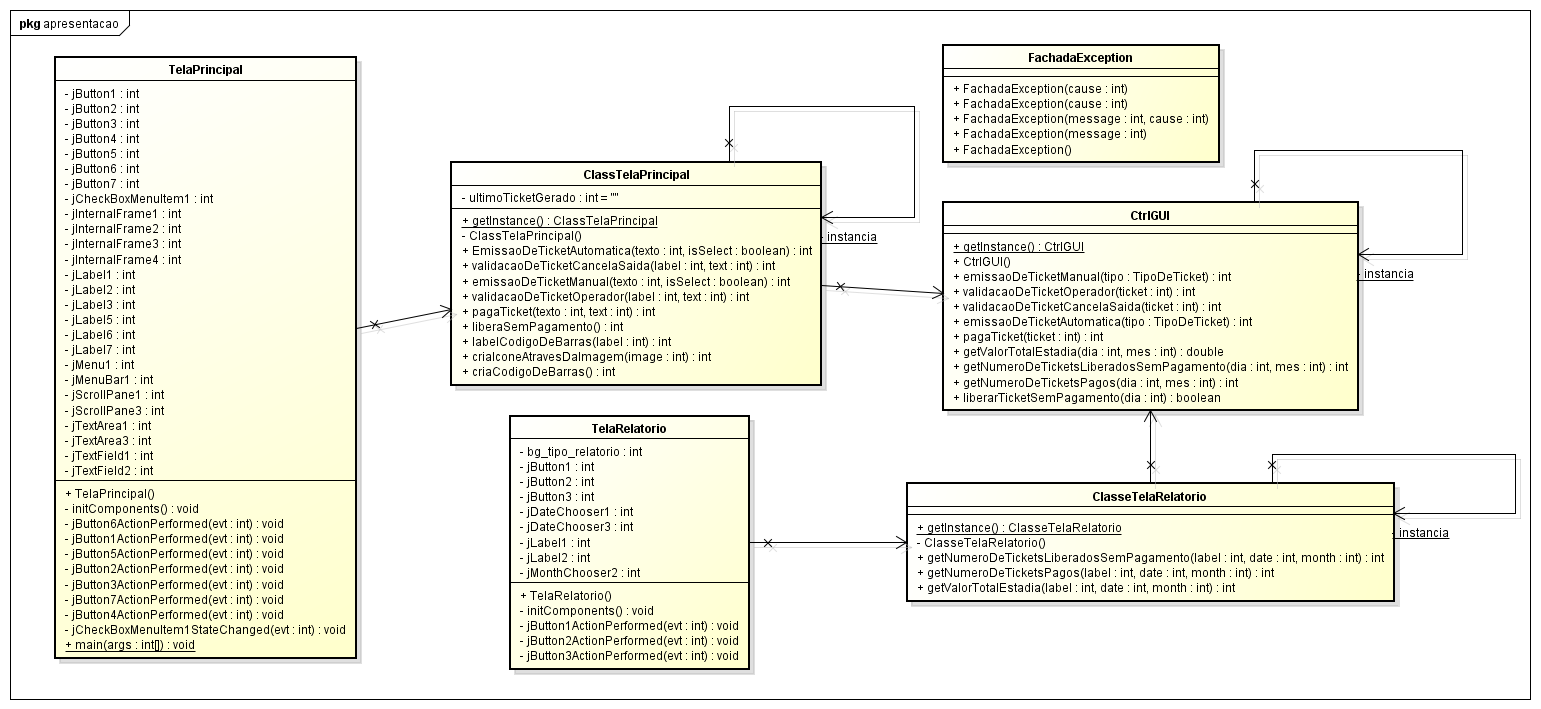 pkg apresentacao
TelaPrincipal
- jButton1 : int
- jButton2 : int
- jButton3 : int
- jButton4 : int
- jButton5 : int
- jButton6 : int
- jButton7 : int
- jCheckBoxMenuItem1 : int
- jInternalFrame1 : int
- jInternalFrame2 : int
- jInternalFrame3 : int
- jInternalFrame4 : int
- jLabel1 : int
- jLabel2 : int
- jLabel3 : int
- jLabel5 : int
- jLabel6 : int
- jLabel7 : int
- jMenu1 : int
- jMenuBar1 : int
- jScrollPane1 : int
- jScrollPane3 : int
- jTextArea1 : int
- jTextArea3 : int
- jTextField1 : int
- jTextField2 : int
+ TelaPrincipal()
- initComponents() : void
- jButton6ActionPerformed(evt : int) : void
- jButton1ActionPerformed(evt : int) : void
- jButton5ActionPerformed(evt : int) : void
- jButton2ActionPerformed(evt : int) : void
- jButton3ActionPerformed(evt : int) : void
- jButton7ActionPerformed(evt : int) : void
- jButton4ActionPerformed(evt : int) : void
- jCheckBoxMenuItem1StateChanged(evt : int) : void
+ main(args : int[]) : void
ClassTelaPrincipal
- ultimoTicketGerado : int = ""
+ getInstance() : ClassTelaPrincipal
- ClassTelaPrincipal()
+ EmissaoDeTicketAutomatica(texto : int, isSelect : boolean) : int
+ validacaoDeTicketCancelaSaida(label : int, text : int) : int
+ emissaoDeTicketManual(texto : int, isSelect : boolean) : int
+ validacaoDeTicketOperador(label : int, text : int) : int
+ pagaTicket(texto : int, text : int) : int
+ liberaSemPagamento() : int
+ labelCodigoDeBarras(label : int) : int
+ criaIconeAtravesDaImagem(image : int) : int
+ criaCodigoDeBarras() : int
- instancia
TelaRelatorio
- bg_tipo_relatorio : int
- jButton1 : int
- jButton2 : int
- jButton3 : int
- jDateChooser1 : int
- jDateChooser3 : int
- jLabel1 : int
- jLabel2 : int
- jMonthChooser2 : int
+ TelaRelatorio()
- initComponents() : void
- jButton1ActionPerformed(evt : int) : void
- jButton2ActionPerformed(evt : int) : void
- jButton3ActionPerformed(evt : int) : void
FachadaException
+ FachadaException(cause : int)
+ FachadaException(cause : int)
+ FachadaException(message : int, cause : int)
+ FachadaException(message : int)
+ FachadaException()
CtrlGUI
+ getInstance() : CtrlGUI
+ CtrlGUI()
+ emissaoDeTicketManual(tipo : TipoDeTicket) : int
+ validacaoDeTicketOperador(ticket : int) : int
+ validacaoDeTicketCancelaSaida(ticket : int) : int
+ emissaoDeTicketAutomatica(tipo : TipoDeTicket) : int
+ pagaTicket(ticket : int) : int
+ getValorTotalEstadia(dia : int, mes : int) : double
+ getNumeroDeTicketsLiberadosSemPagamento(dia : int, mes : int) : int
+ getNumeroDeTicketsPagos(dia : int, mes : int) : int
+ liberarTicketSemPagamento(dia : int) : boolean
- instancia
ClasseTelaRelatorio
+ getInstance() : ClasseTelaRelatorio
- ClasseTelaRelatorio()
+ getNumeroDeTicketsLiberadosSemPagamento(label : int, date : int, month : int) : int
+ getNumeroDeTicketsPagos(label : int, date : int, month : int) : int
+ getValorTotalEstadia(label : int, date : int, month : int) : int
- instancia